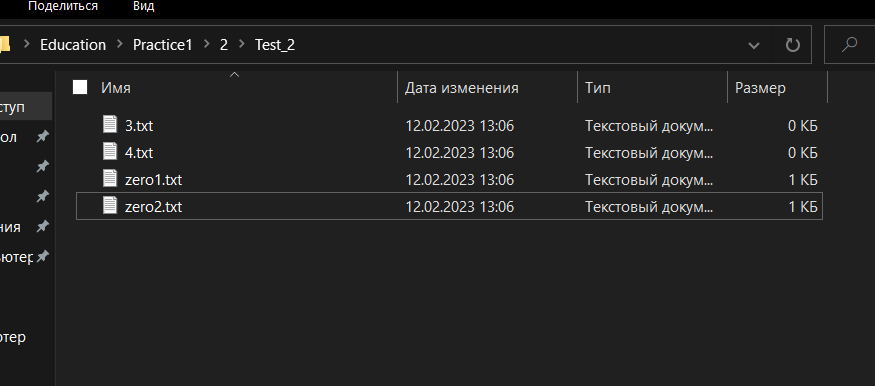 Поделиться Вид
Education Practice1 2 Test_2
Имя Дата изменения Тип Размер
ступ
3.txt 12.02.2023 13:06 Текстовый докум... 0 КБ
ол
4.txt 12.02.2023 13:06 Текстовый докум... 0 КБ
zero1.txt 12.02.2023 13:06 Текстовый докум... 1 КБ
zero2.txt 12.02.2023 13:06 Текстовый докум... 1 КБ
ния
ьютер
ютер